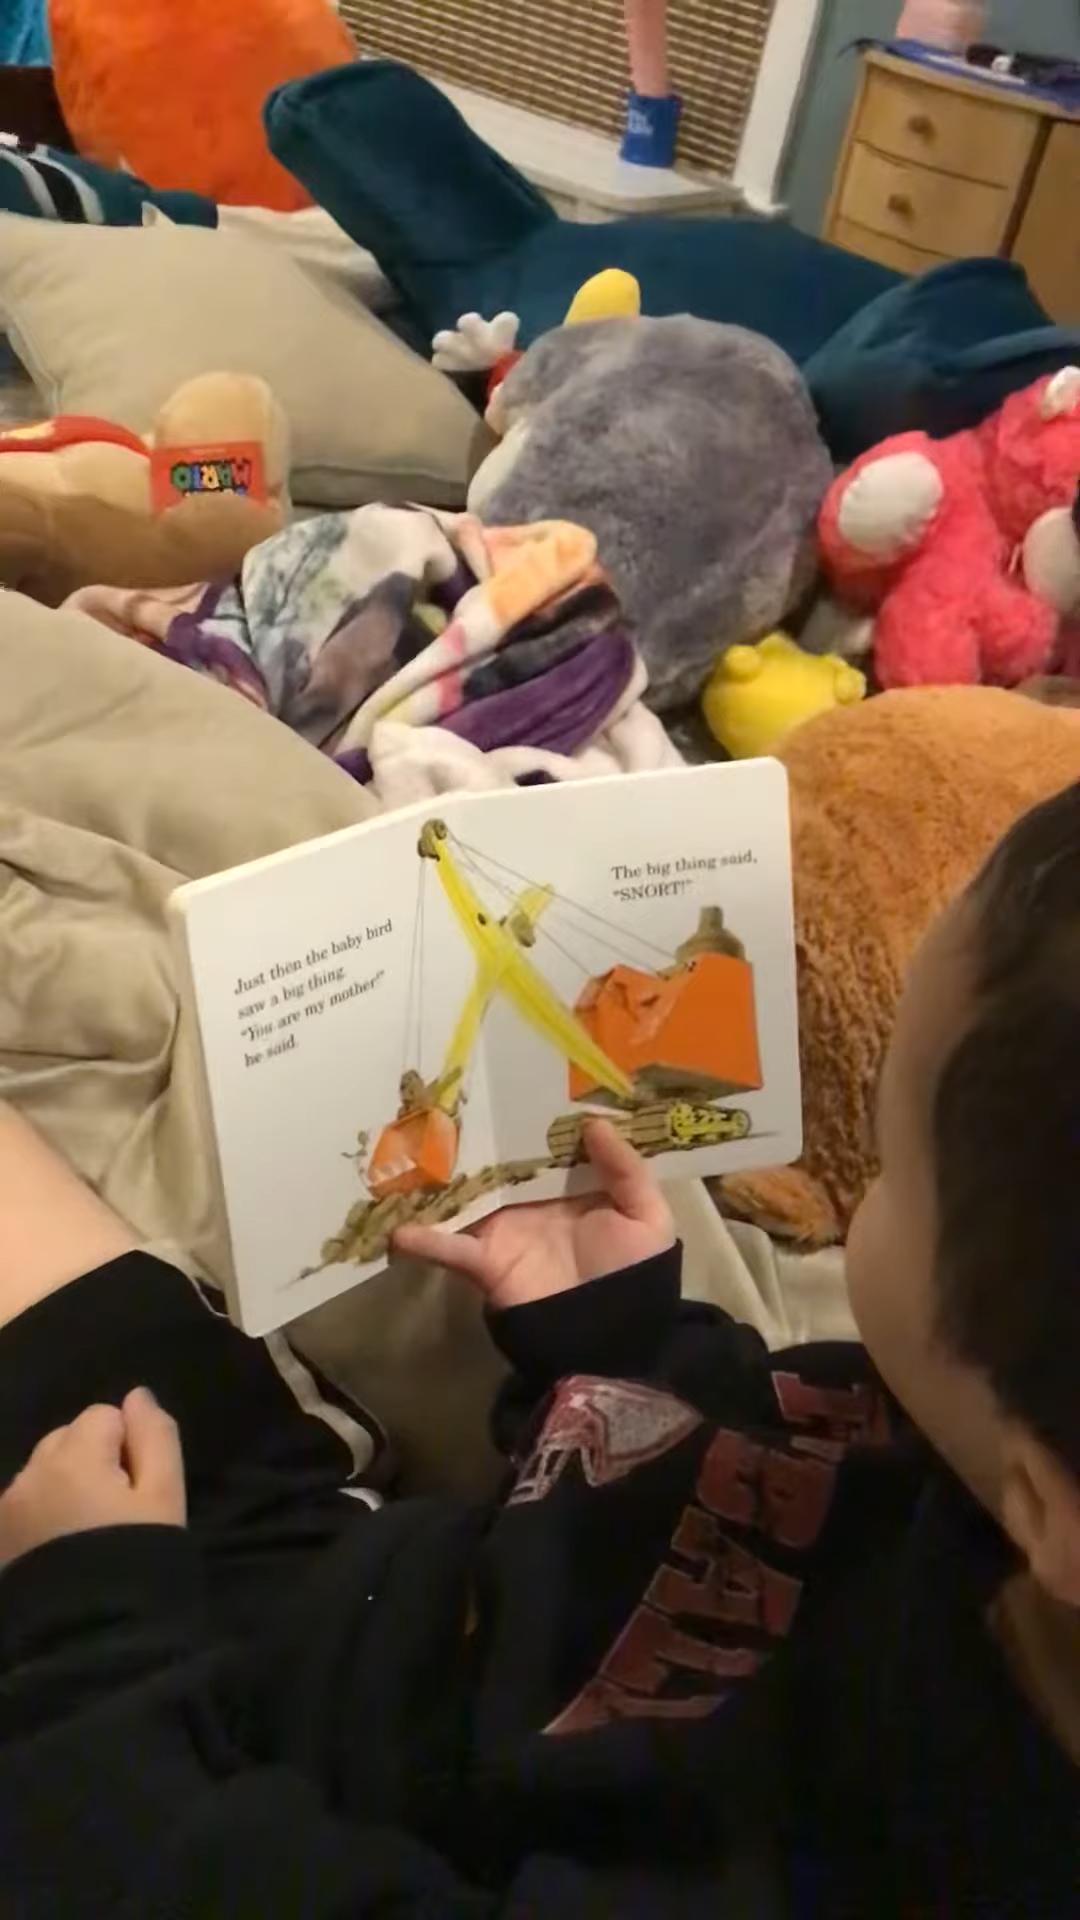 Just then the baby bird
saw a big thing.
"You are my mother!"
he said.
The big thing said,
"SNORT!"
MARIO